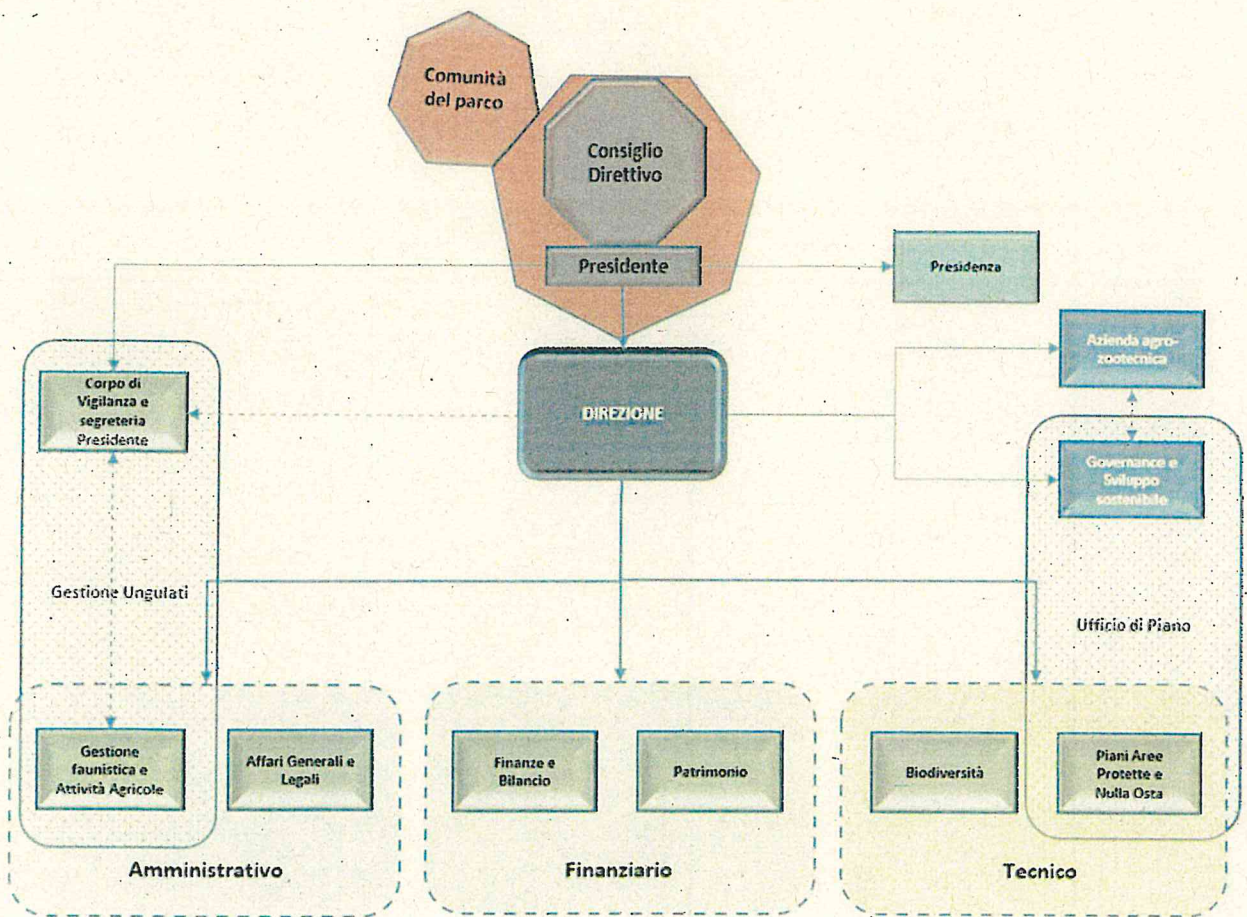 Comunità
del parco
Consiglio
Direttivo
Presidente
Presidenza
Azienda agro-
zootecnica
Corpo di
Vigilanza e
segreteria
Presidente
DIREZIONE
Governance e
Sviluppo
sostenibile
Gestione Ungulati
Ufficio di Piano
Gestione
faunistica e
Attività Agricole
Affari Generali e
Legali
Finanze e
Bilancio
Patrimonio
Biodiversità
Piani Aree
Protette e
Nulla Osta
Amministrativo
Finanziario
Tecnico